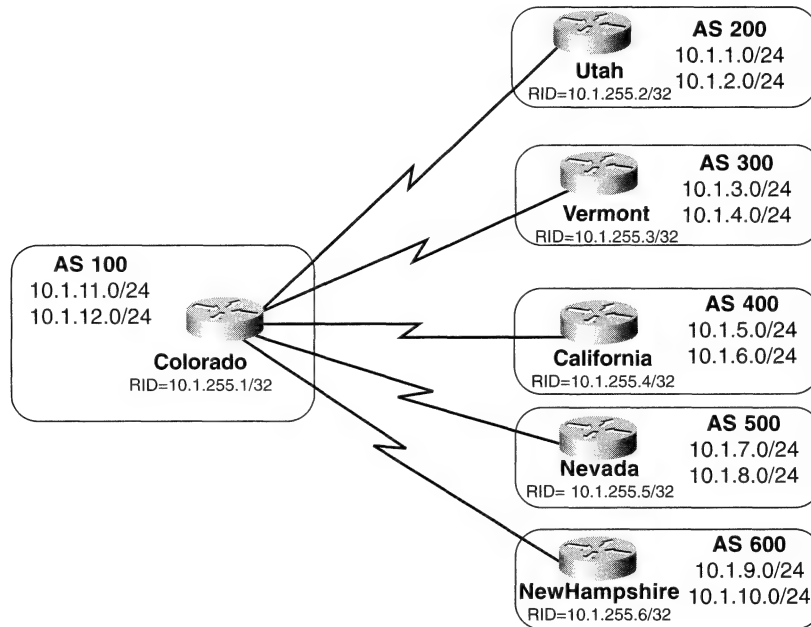 AS 200
10.1.1.0/24
10.1.2.0/24
Utah
RID=10.1.255.2/32
AS 300
10.1.3.0/24
10.1.4.0/24
Vermont
RID=10.1.255.3/32
AS 100
10.1.11.0/24
10.1.12.0/24
Colorado
RID=10.1.255.1/32
AS 400
10.1.5.0/24
10.1.6.0/24
California
RID=10.1.255.4/32
AS 500
10.1.7.0/24
10.1.8.0/24
Nevada
RID= 10.1.255.5/32
AS 600
10.1.9.0/24
10.1.10.0/24
NewHampshire
RID=10.1.255.6/32